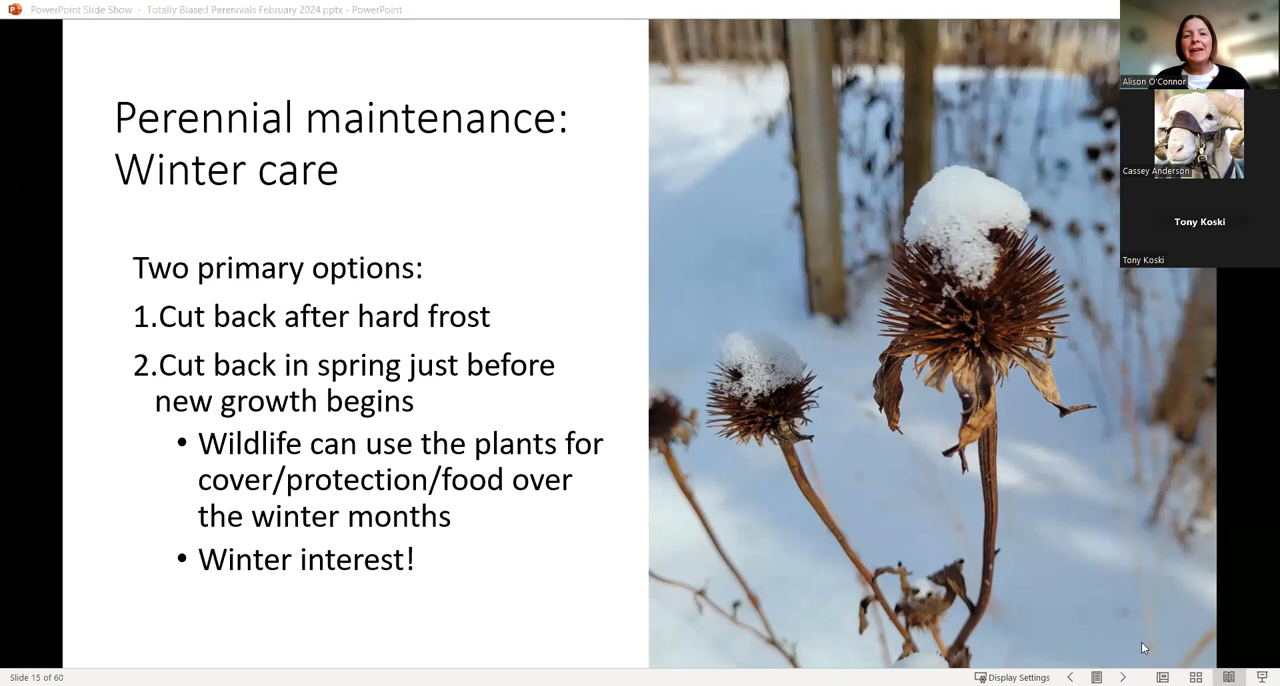 PowerPoint Slide Show - Totally Biased Perennials February 2024.pptx - PowerPoint
Alison O'Connor
Cassey Anderson
Tony Koski
Tony Koski
Perennial maintenance:
Winter care
Two primary options:
1.Cut back after hard frost
2.Cut back in spring just before
new growth begins
• Wildlife can use the plants for
cover/protection/food over
the winter months
• Winter interest!
Slide 15 of 60
Display Settings